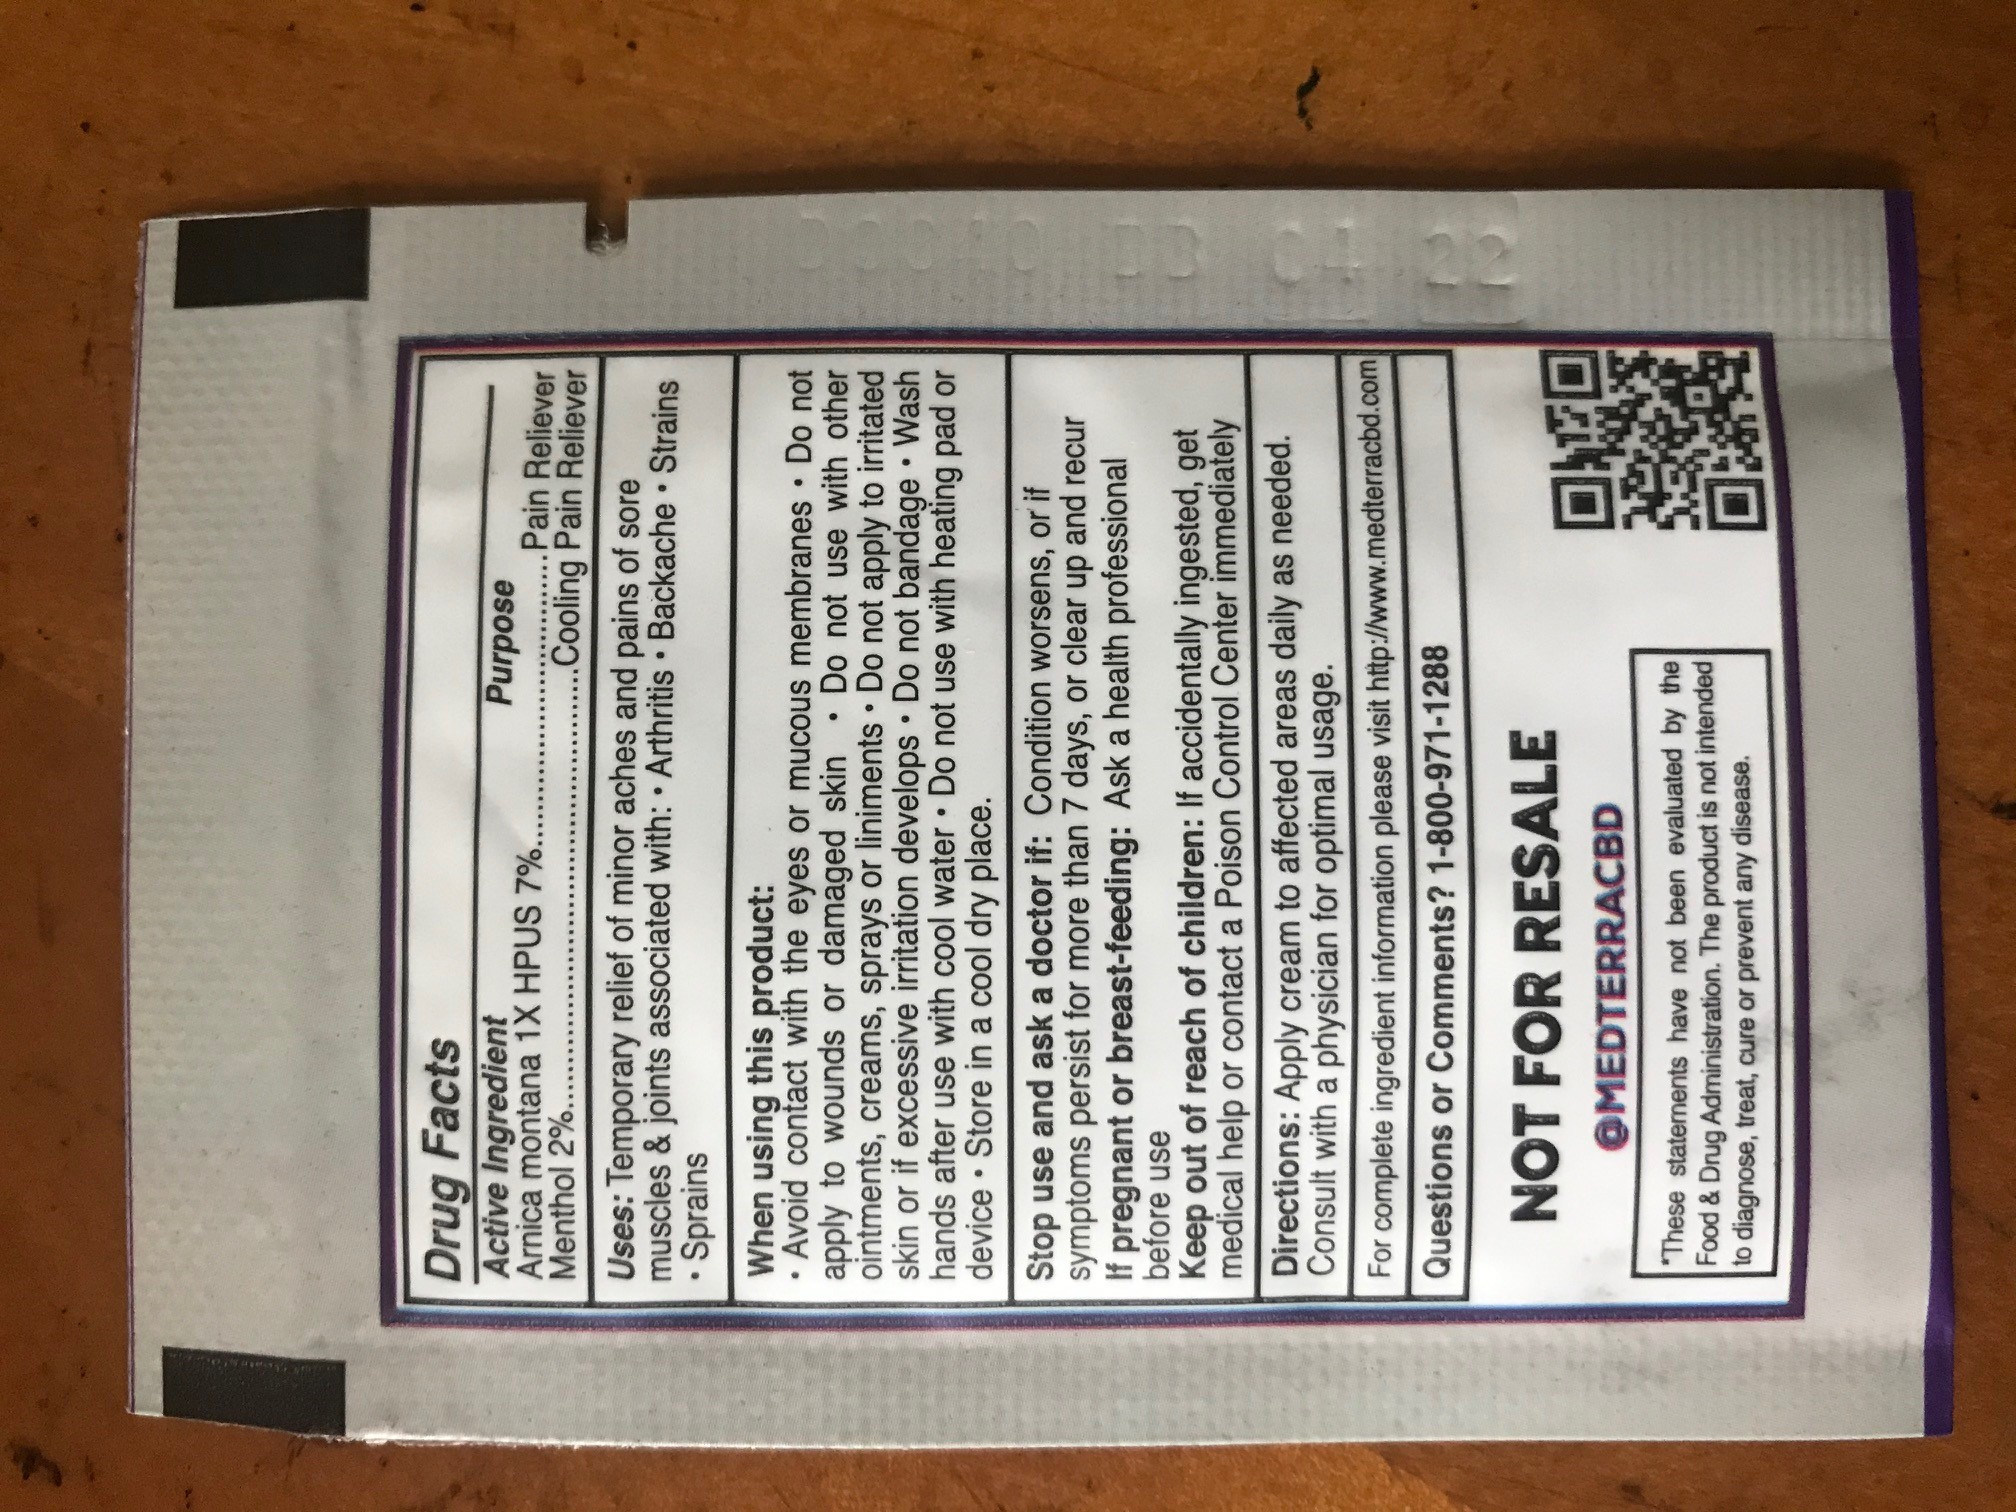 Drug Facts
Active Ingredient Purpose
Arnica montana 1X HPUS 7%..............................Pain Reliever
Menthol 2%..........................................Cooling Pain Reliever
Uses: Temporary relief of minor aches and pains of sore
muscles & joints associated with: • Arthritis • Backache • Strains
• Sprains
When using this product:
• Avoid contact with the eyes or mucous membranes • Do not
apply to wounds or damaged skin • Do not use with other
ointments, creams, sprays or liniments • Do not apply to irritated
skin or if excessive irritation develops • Do not bandage • Wash
hands after use with cool water • Do not use with heating pad or
device • Store in a cool dry place.
Stop use and ask a doctor if: Condition worsens, or if
symptoms persist for more than 7 days, or clear up and recur
If pregnant or breast-feeding: Ask a health professional
before use
Keep out of reach of children: If accidentally ingested, get
medical help or contact a Poison Control Center immediately
Directions: Apply cream to affected areas daily as needed.
Consult with a physician for optimal usage.
For complete ingredient information please visit http://www.medterracbd.com
Questions or Comments? 1-800-971-1288
NOT FOR RESALE
@MEDTERRACBD
*These statements have not been evaluated by the
Food & Drug Administration. The product is not intended
to diagnose, treat, cure or prevent any disease.
04 22